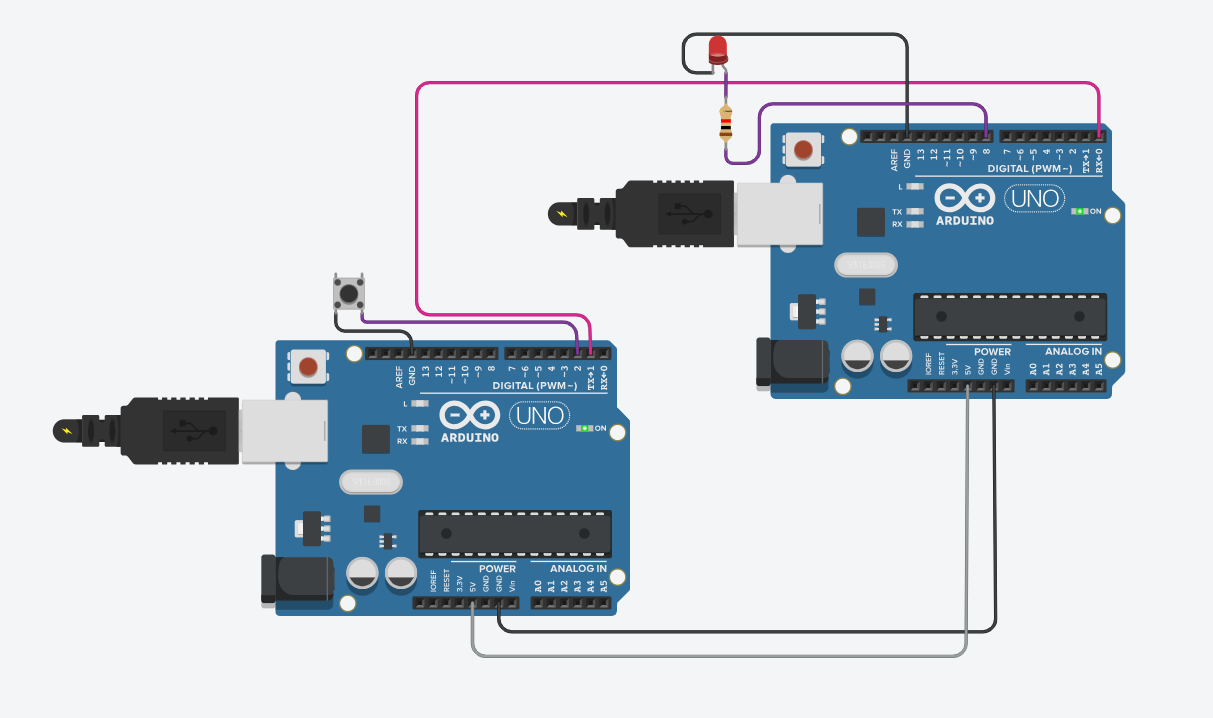 AREF
GND
13
12
~11
~10
~9
8
7
~6
~5
4
~3
2
TX→1
RX←0
DIGITAL (PWM~)
L
TX
RX
ARDUINO
UNO
ON
IOREF
RESET
3.3V
5V
GND
GND
Vin
POWER
ANALOG IN
A0
A1
A2
A3
A4
A5
AREF
GND
13
12
~11
~10
~9
8
7
~6
~5
4
~3
2
TX→1
RX←0
DIGITAL (PWM~)
L
TX
RX
ARDUINO
UNO
ON
POWER
ANALOG IN
IOREF
RESET
3.3V
5V
GND
GND
Vin
A0
A1
A2
A3
A4
A5